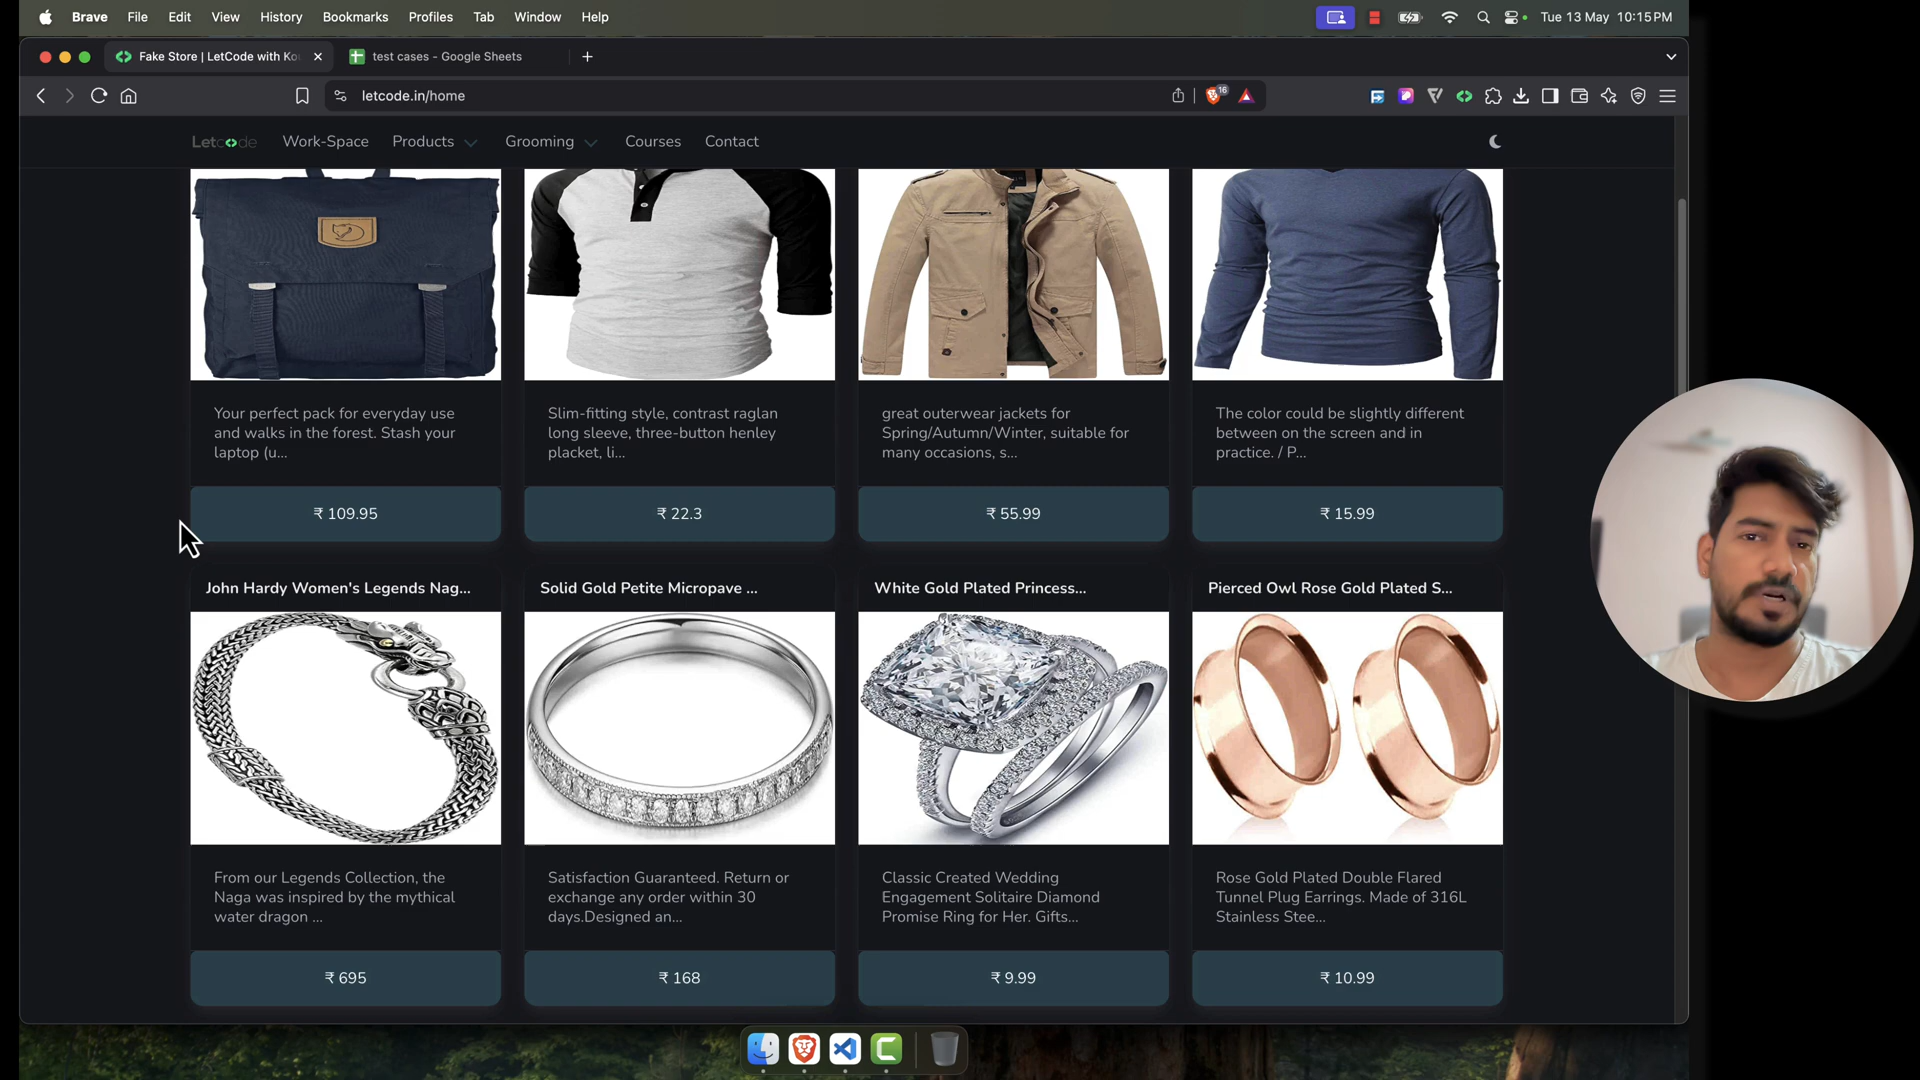 Brave File Edit View History Bookmarks Profiles Tab Window Help
Tue 13 May 10:15 PM
Fake Store | LetCode with Ko
test cases - Google Sheets
letcode.in/home
16
Letcode Work-Space Products Grooming Courses Contact
Your perfect pack for everyday use
and walks in the forest. Stash your
laptop (u...
Slim-fitting style, contrast raglan
long sleeve, three-button henley
placket, li...
great outerwear jackets for
Spring/Autumn/Winter, suitable for
many occasions, s...
The color could be slightly different
between on the screen and in
practice. / P...
₹ 109.95
₹ 22.3
₹ 55.99
₹ 15.99
John Hardy Women's Legends Nag...
Solid Gold Petite Micropave ...
White Gold Plated Princess...
Pierced Owl Rose Gold Plated S...
From our Legends Collection, the
Naga was inspired by the mythical
water dragon ...
Satisfaction Guaranteed. Return or
exchange any order within 30
days.Designed an...
Classic Created Wedding
Engagement Solitaire Diamond
Promise Ring for Her. Gifts...
Rose Gold Plated Double Flared
Tunnel Plug Earrings. Made of 316L
Stainless Stee...
₹ 695
₹ 168
₹ 9.99
₹ 10.99